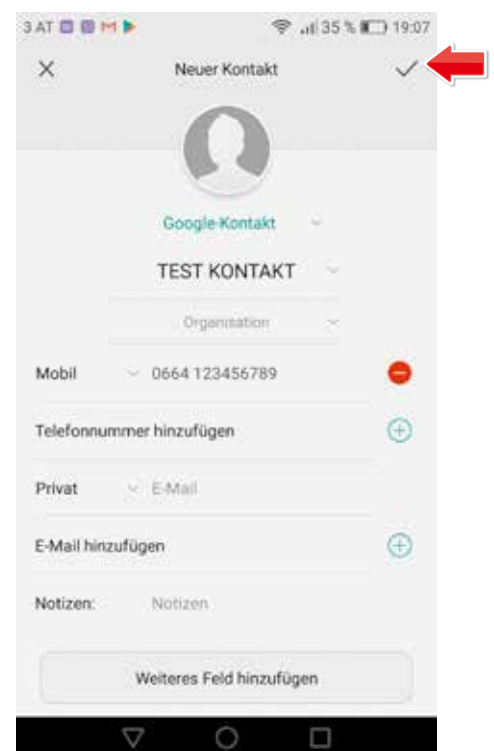 3 AT 35 % 19:07
Neuer Kontakt
Google-Kontakt
TEST KONTAKT
Organisation
Mobil 0664 123456789
Telefonnummer hinzufügen
Privat E-Mail
E-Mail hinzufügen
Notizen: Notizen
Weiteres Feld hinzufügen